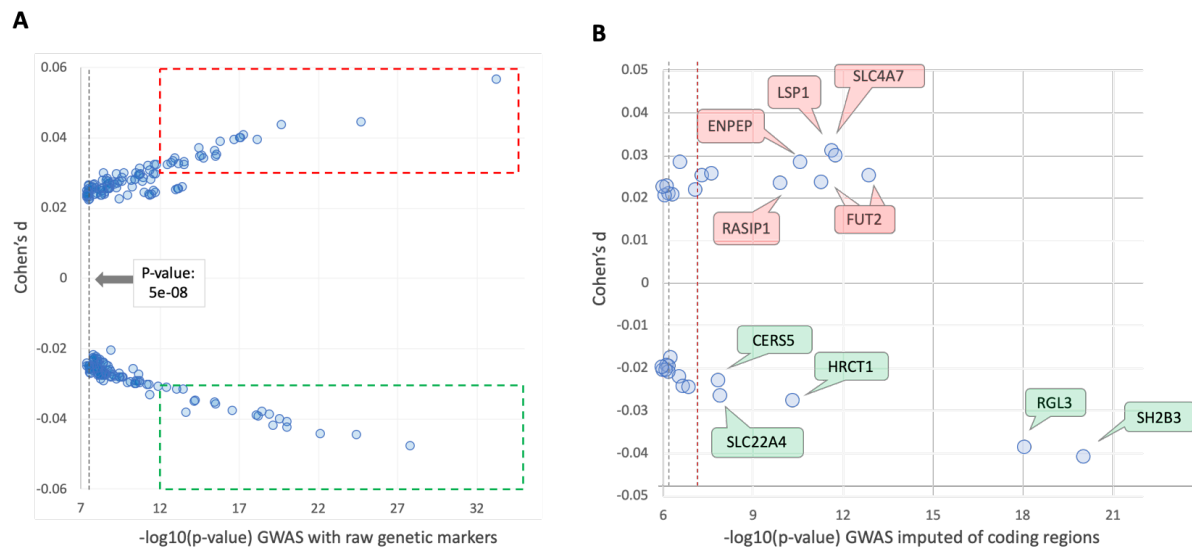 A
0.06
0.04
0.02
0
-0.02
-0.04
-0.06
Cohen's d
P-value:
5e-08
7
12
17
22
27
32
-log10(p-value) GWAS with raw genetic markers
B
0.05
0.04
0.03
0.02
0.01
0
-0.01
-0.02
-0.03
-0.04
-0.05
Cohen's d
SLC4A7
LSP1
ENPEP
RASIP1
FUT2
CERS5
HRCT1
RGL3
SH2B3
SLC22A4
6
9
12
15
18
21
-log10(p-value) GWAS imputed of coding regions